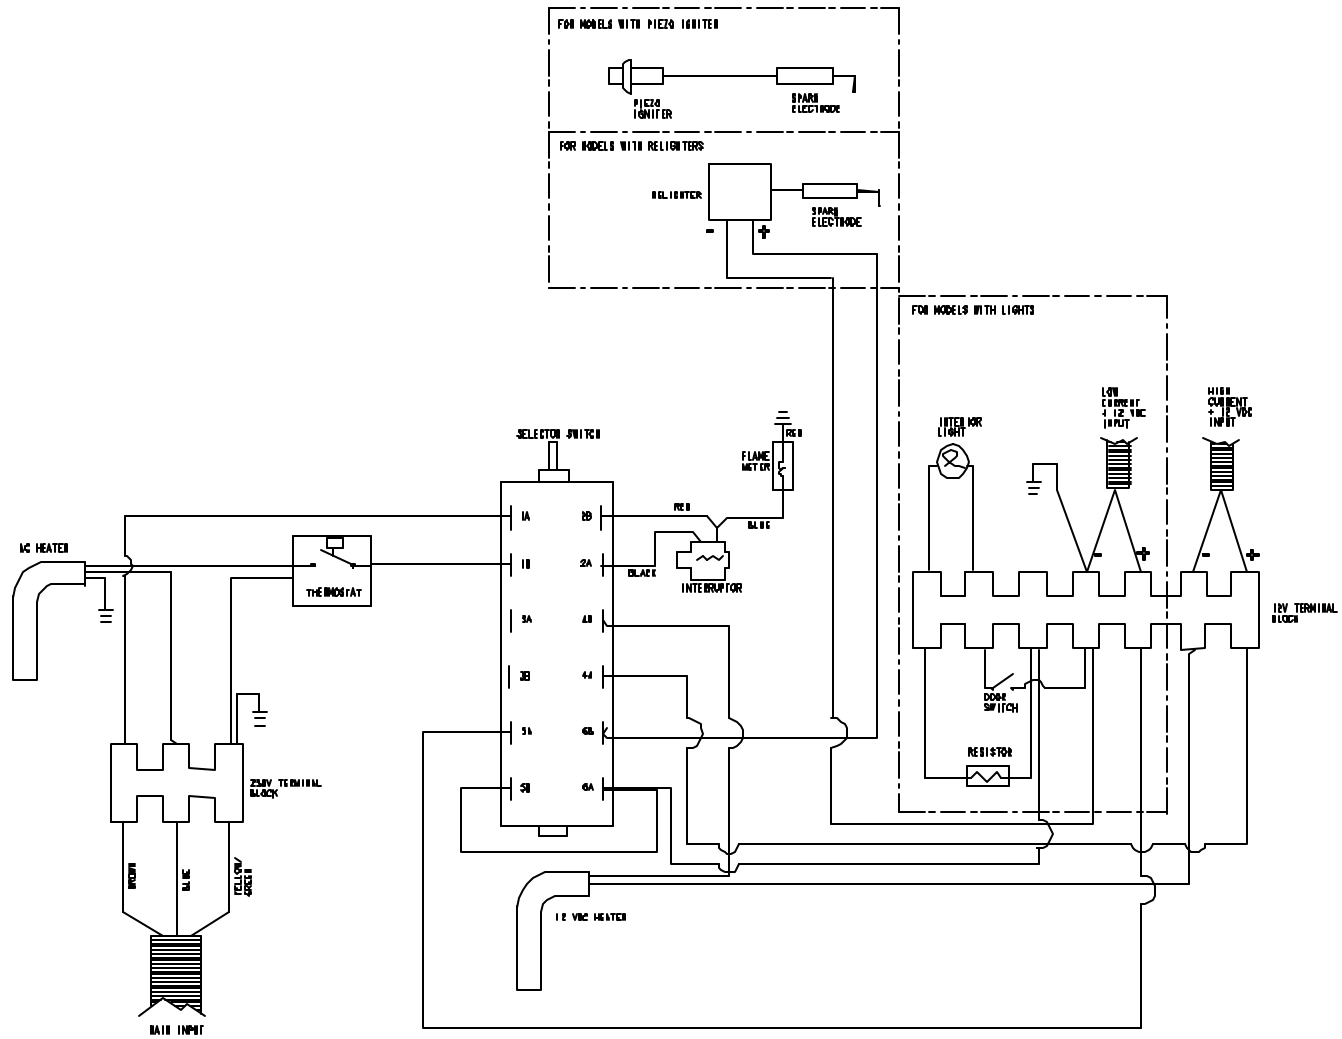 FOR MODELS WITH PIEZO IGNITER
PIEZO
IGNITER
SPARK
ELECTRODE
FOR MODELS WITH RELIGHTERS
RELIGHTER
SPARK
ELECTRODE
- +
FOR MODELS WITH LIGHTS
LOW
CURRENT
+ 12 VDC
INPUT
HIGH
CURRENT
+ 12 VDC
INPUT
INTERIOR
LIGHT
SELECTOR SWITCH
RED
FLAME
METER
RED
BLUE
1A
2B
AC HEATER
1B
2A
BLACK
INTERRUPTOR
THERMOSTAT
- + - +
12V TERMINAL
BLOCK
3A
4B
3B
4A
5A
6B
5B
6A
DOOR
SWITCH
RESISTOR
230V TERMINAL
BLOCK
BROWN
BLUE
YELLOW/
GREEN
12 VDC HEATER
MAIN INPUT